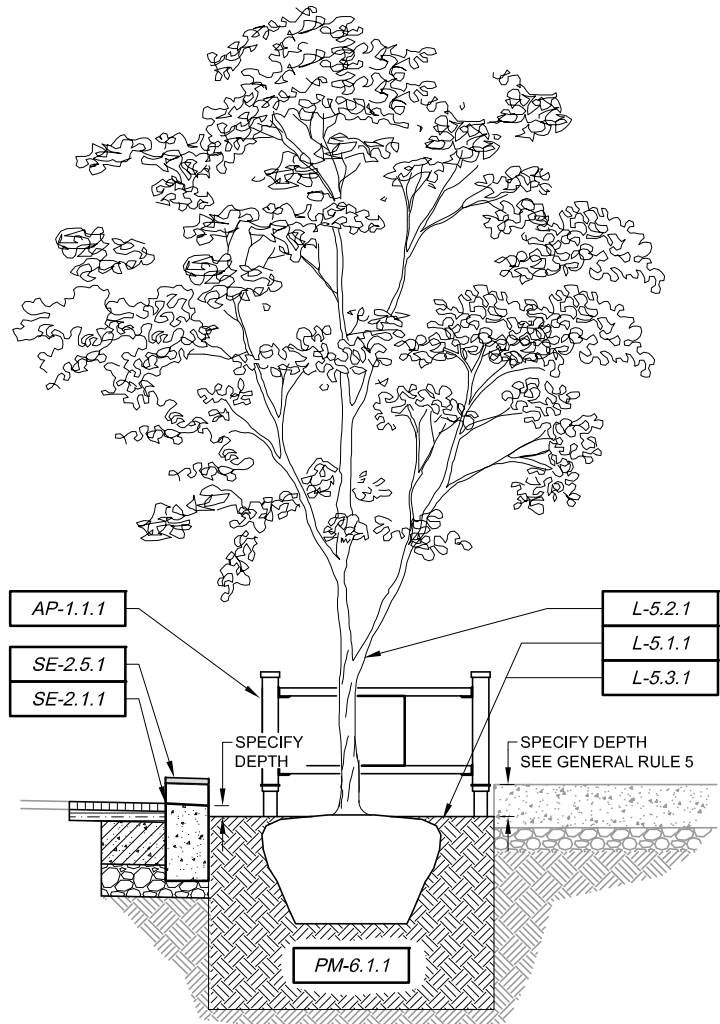 AP-1.1.1
SE-2.5.1
SE-2.1.1
L-5.2.1
L-5.1.1
L-5.3.1
SPECIFY
DEPTH
SPECIFY DEPTH
SEE GENERAL RULE 5
PM-6.1.1